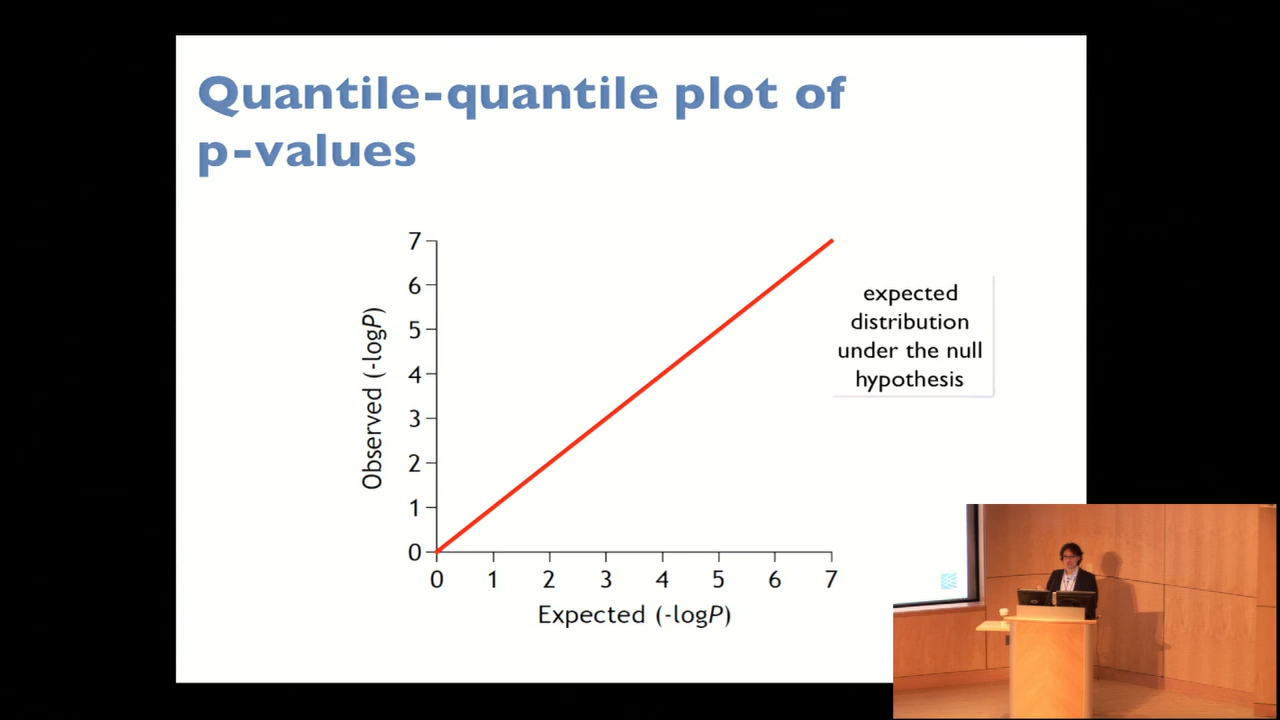 Quantile-quantile plot of
p-values
7
6
5
4
3
2
1
0
Observed (-logP)
0 1 2 3 4 5 6 7
Expected (-logP)
expected
distribution
under the null
hypothesis